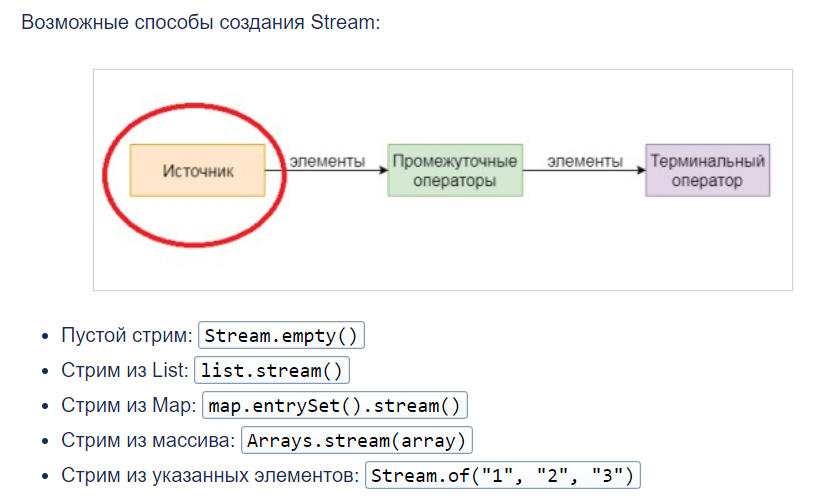 Возможные способы создания Stream:
Источник
элементы
Промежуточные
операторы
элементы
Терминальный
оператор
Пустой стрим: Stream.empty()
Стрим из List: list.stream()
Стрим из Map: map.entrySet().stream()
Стрим из массива: Arrays.stream(array)
Стрим из указанных элементов: Stream.of("1", "2", "3")